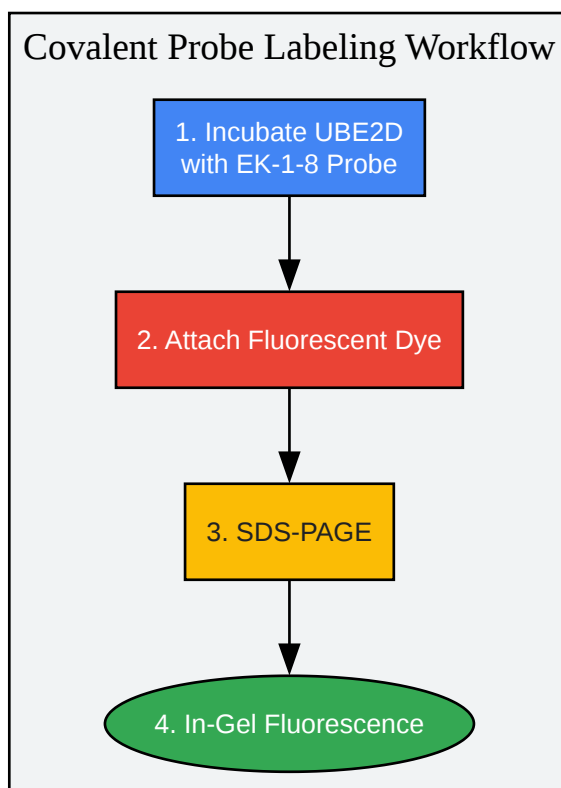 Covalent Probe Labeling Workflow
1. Incubate UBE2D
with EK-1-8 Probe
2. Attach Fluorescent Dye
3. SDS-PAGE
4. In-Gel Fluorescence